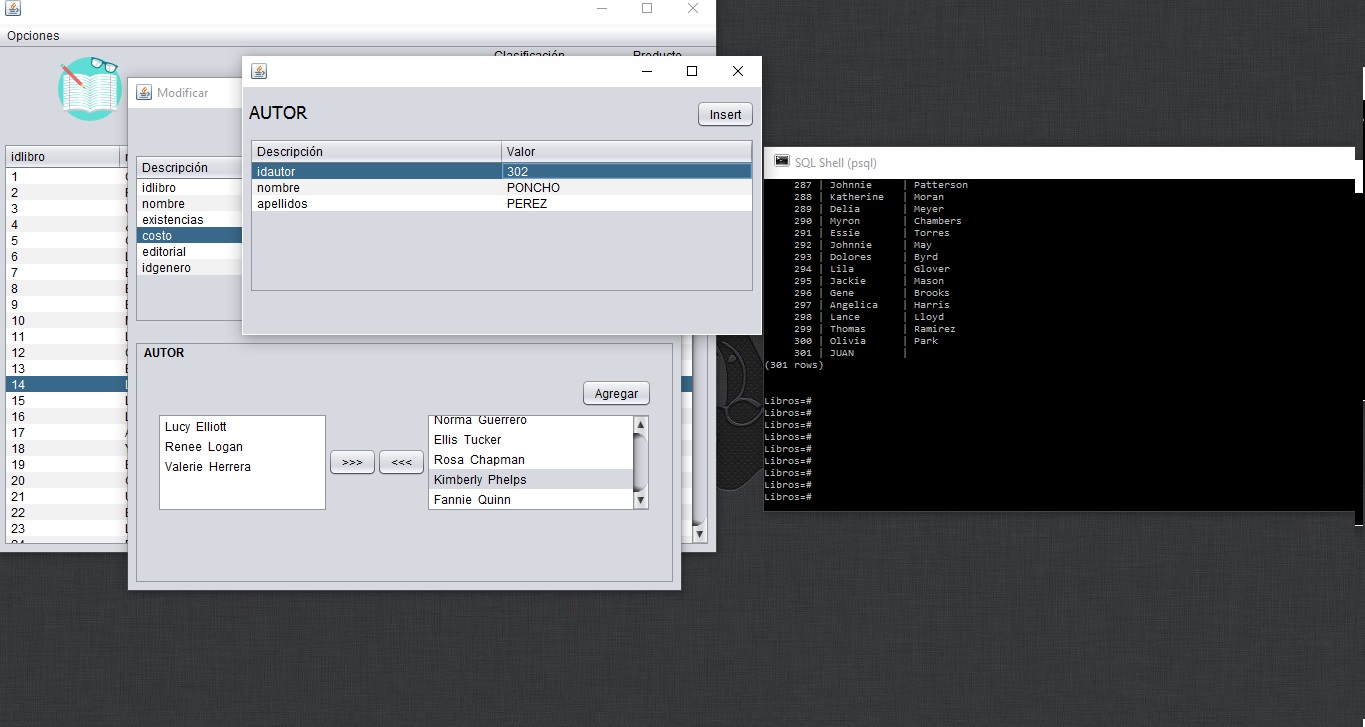 Opciones
Clasificación Producto
Modificar
AUTOR
Insert
Descripción Valor
idautor 302
nombre PONCHO
apellidos PEREZ
idlibro
1
2
3
4
5
6
7
8
9
10
11
12
13
14
15
16
17
18
19
20
21
22
23
24
Descripción
idlibro
nombre
existencias
costo
editorial
idgenero
AUTOR
Agregar
Lucy Elliott
Renee Logan
Valerie Herrera
>>> <<<
Norma Guerrero
Ellis Tucker
Rosa Chapman
Kimberly Phelps
Fannie Quinn
SQL Shell (psql)
287 | Johnnie | Patterson
288 | Katherine | Moran
289 | Delia | Meyer
290 | Myron | Chambers
291 | Essie | Torres
292 | Johnnie | May
293 | Dolores | Byrd
294 | Lila | Glover
295 | Jackie | Mason
296 | Gene | Brooks
297 | Angelica | Harris
298 | Lance | Lloyd
299 | Thomas | Ramirez
300 | Olivia | Park
301 | JUAN |
(301 rows)
Libros=#
Libros=#
Libros=#
Libros=#
Libros=#
Libros=#
Libros=#
Libros=#
Libros=#